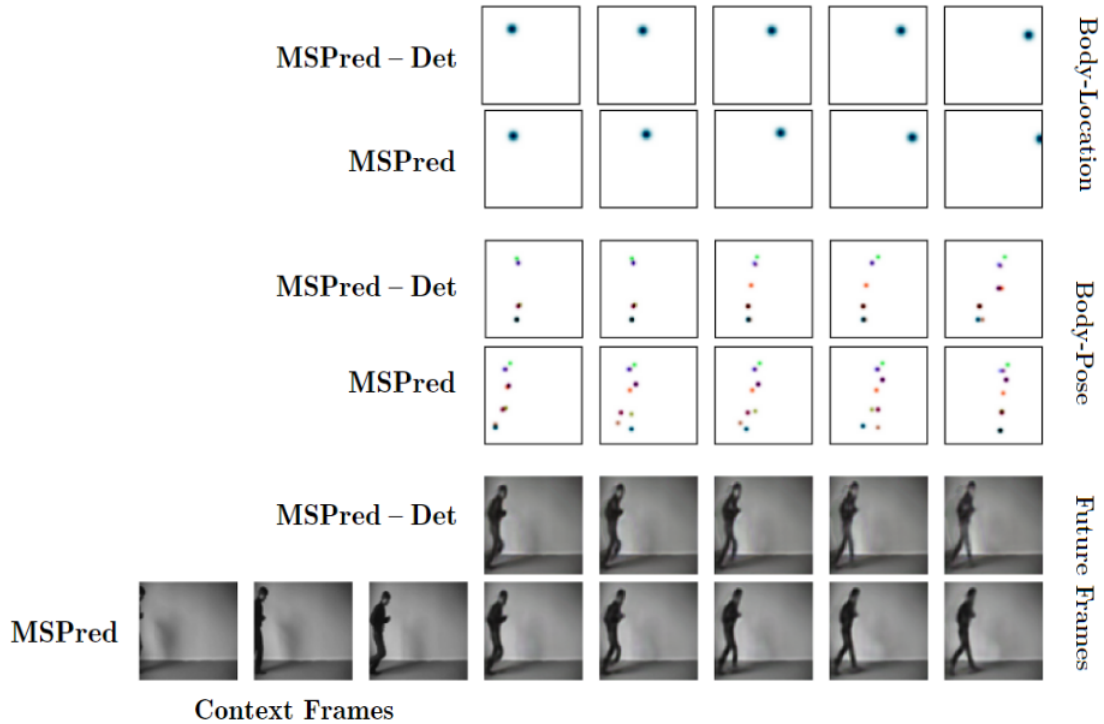 MSPred – Det
MSPred
Body-Location
MSPred – Det
MSPred
Body-Pose
MSPred – Det
MSPred
Future Frames
Context Frames